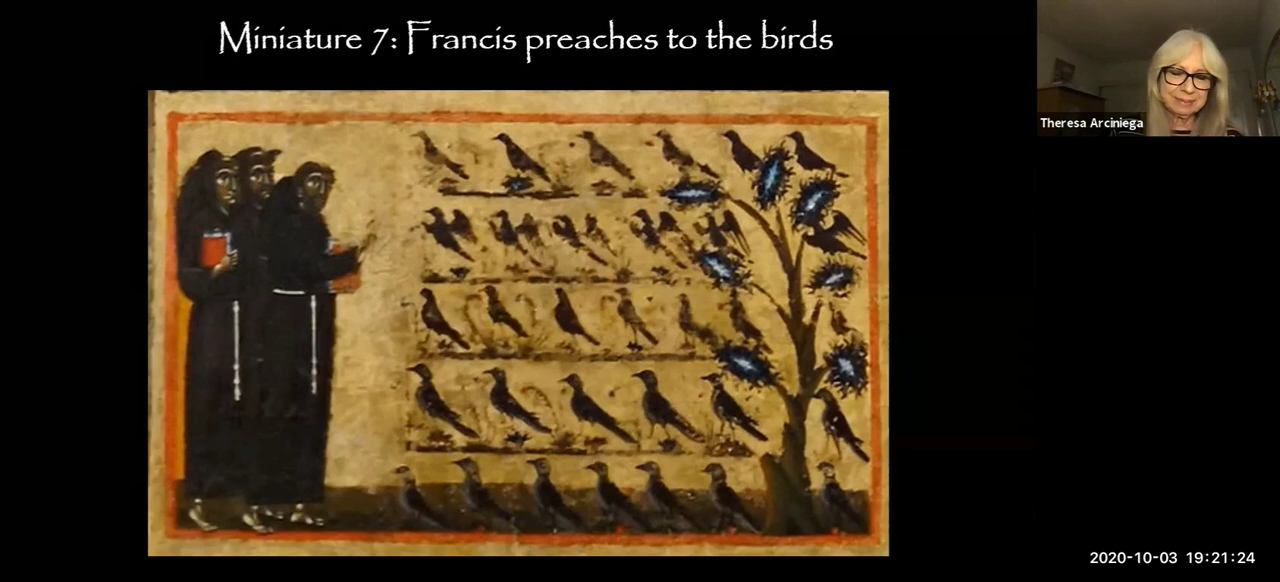 Miniature 7: Francis preaches to the birds
Theresa Arciniega
2020-10-03 19:21:24